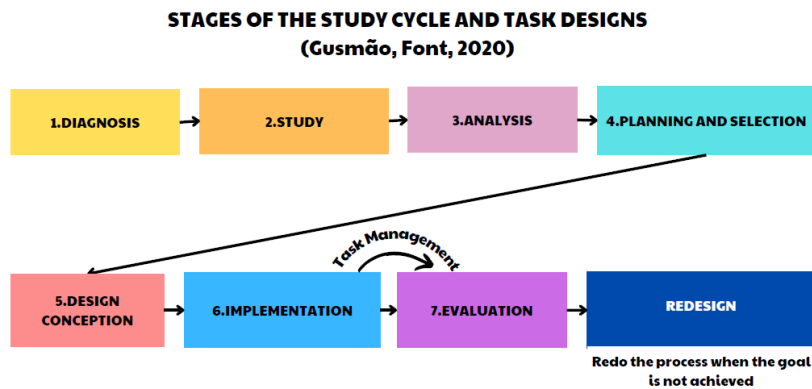 STAGES OF THE STUDY CYCLE AND TASK DESIGNS
(Gusmão, Font, 2020)
1.DIAGNOSIS
2.STUDY
3.ANALYSIS
4.PLANNING AND SELECTION
Task Management
5.DESIGN
CONCEPTION
6.IMPLEMENTATION
7.EVALUATION
REDESIGN
Redo the process when the goal
is not achieved